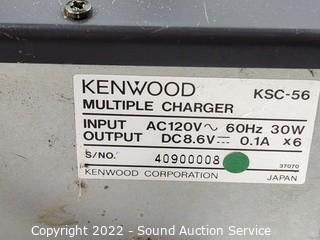 KENWOOD KSC-56
MULTIPLE CHARGER
INPUT AC120V～ 60Hz 30W
OUTPUT DC8.6V⎓ 0.1A x6
S/NO. 40900008
37070
KENWOOD CORPORATION JAPAN
Copyright 2022 - Sound Auction Service